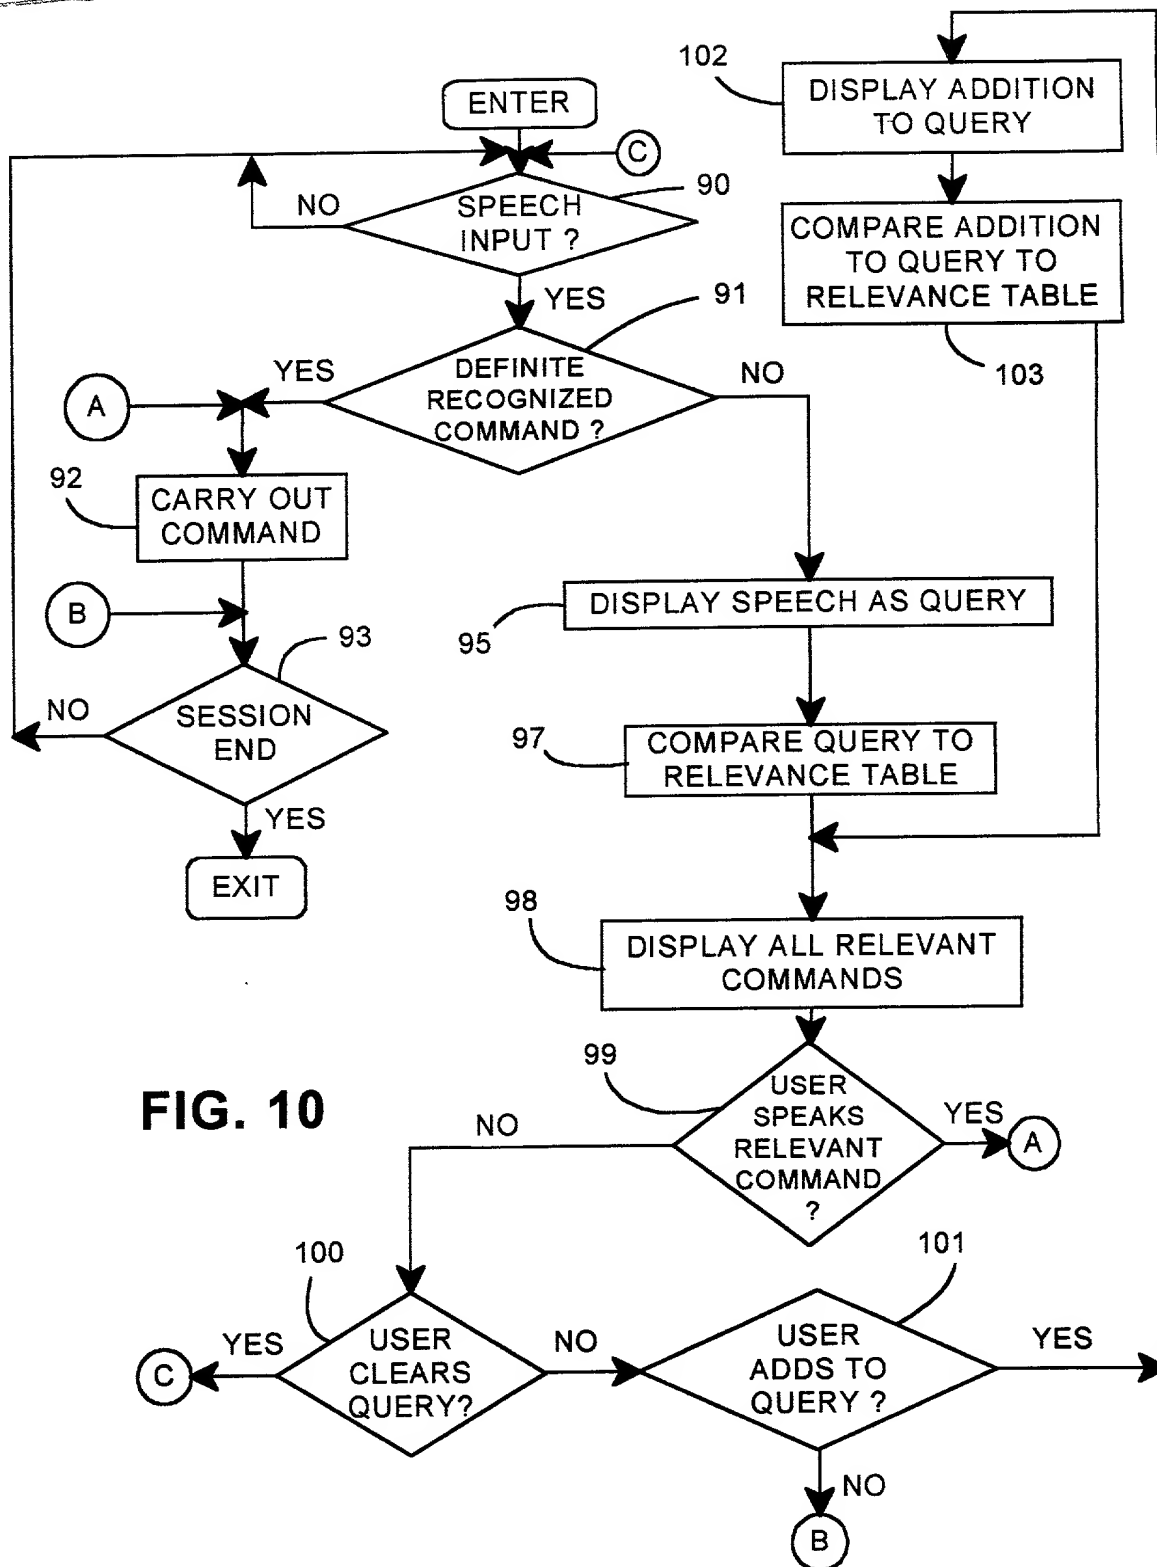 102
DISPLAY ADDITION
TO QUERY
ENTER
C
90
SPEECH
INPUT ?
NO
YES
COMPARE ADDITION
TO QUERY TO
RELEVANCE TABLE
103
91
DEFINITE
RECOGNIZED
COMMAND ?
YES
NO
A
92
CARRY OUT
COMMAND
B
93
SESSION
END
NO
YES
EXIT
DISPLAY SPEECH AS QUERY
95
97
COMPARE QUERY TO
RELEVANCE TABLE
98
DISPLAY ALL RELEVANT
COMMANDS
99
USER
SPEAKS
RELEVANT
COMMAND
?
YES
A
NO
FIG. 10
100
USER
CLEARS
QUERY?
YES
C
NO
101
USER
ADDS TO
QUERY ?
YES
NO
B